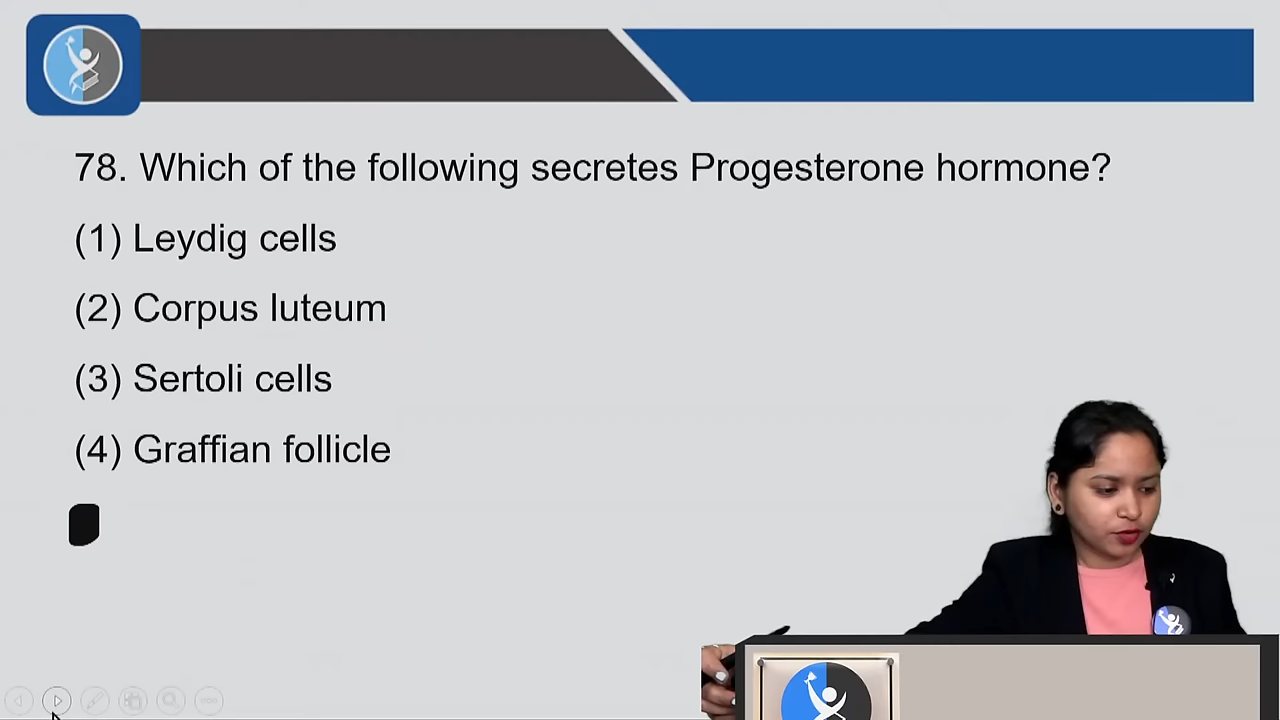 78. Which of the following secretes Progesterone hormone?
(1) Leydig cells
(2) Corpus luteum
(3) Sertoli cells
(4) Graffian follicle